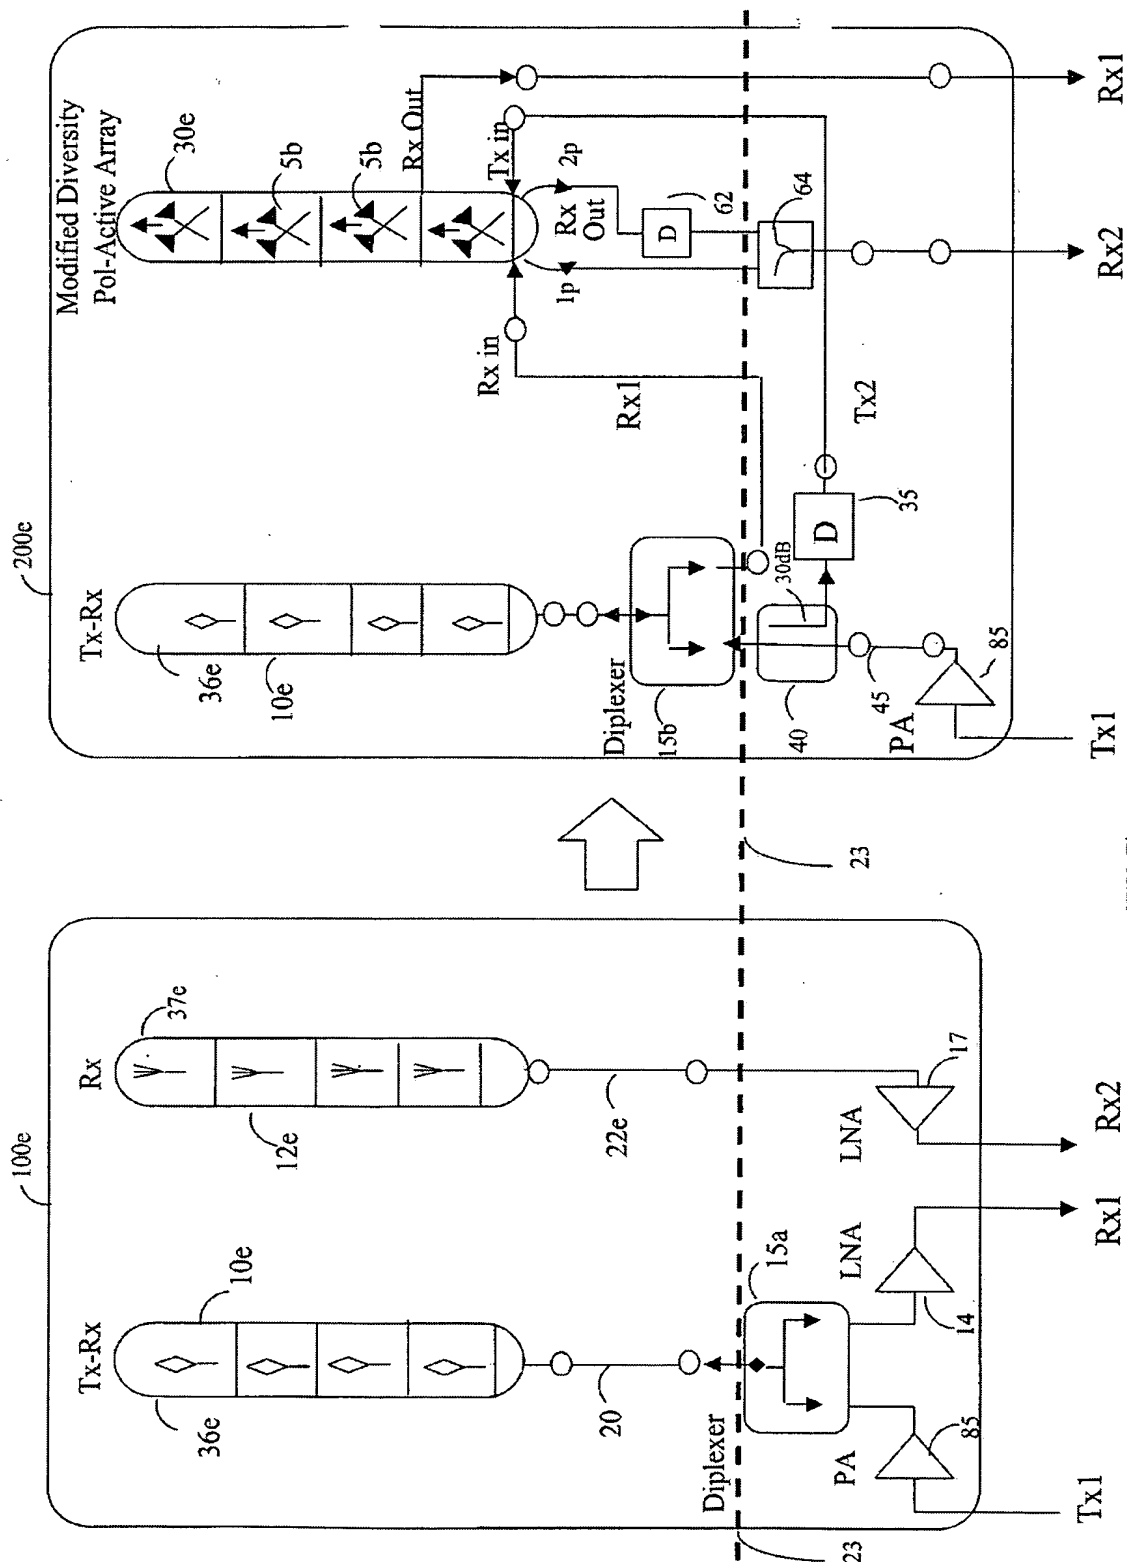 100e
Tx-Rx
Rx
10e
36e
37e
12e
20
22e
Diplexer
15a
23
PA
LNA
LNA
85
14
17
Tx1
Rx1
Rx2
200e
Tx-Rx
Modified Diversity
Pol-Active Array
36e
10e
30e
5b
5b
Rx Out
Tx in
Rx in
Rx
Out
1p
2p
D
62
64
Rx1
Diplexer
15b
30dB
D
35
Tx2
40
45
PA
85
23
Tx1
Rx2
Rx1